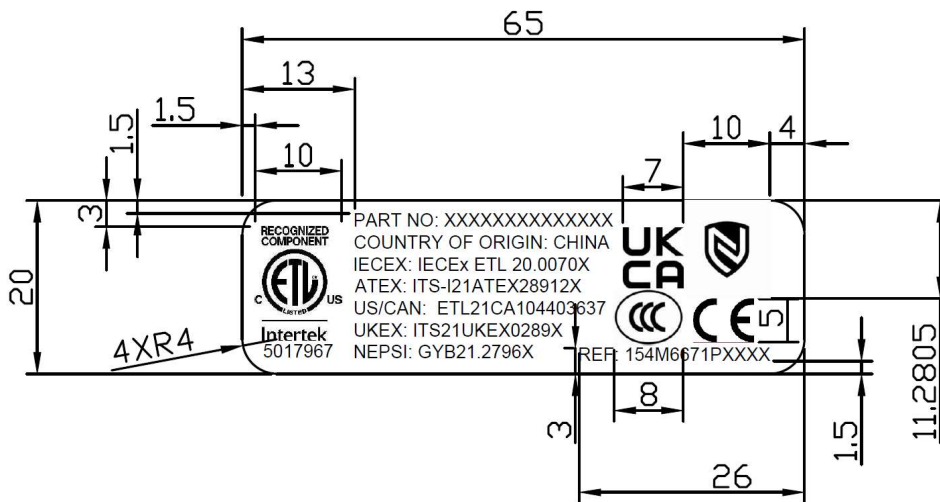 65
13
1.5
1.5
10
10
4
7
3
20
RECOGNIZED
COMPONENT
ETL
LISTED
C
US
Intertek
5017967
PART NO: XXXXXXXXXXXXXX
COUNTRY OF ORIGIN: CHINA
IECEX: IECEx ETL 20.0070X
ATEX: ITS-I21ATEX28912X
US/CAN: ETL21CA104403637
UKEX: ITS21UKEX0289X
NEPSI: GYB21.2796X
UK
CA
CCC
CE
5
REF: 154M6671PXXXX
4XR4
11.2805
3
8
1.5
26